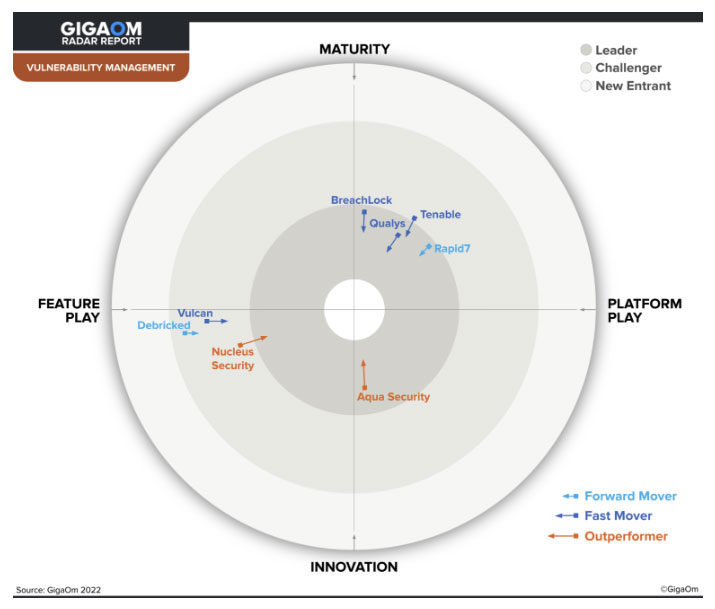 GIGAOM
RADAR REPORT
VULNERABILITY MANAGEMENT
MATURITY
Leader
Challenger
New Entrant
BreachLock
Tenable
Qualys
Rapid7
FEATURE
PLAY
PLATFORM
PLAY
Vulcan
Debricked
Nucleus
Security
Aqua Security
Forward Mover
Fast Mover
Outperformer
INNOVATION
Source: GigaOm 2022
©GigaOm